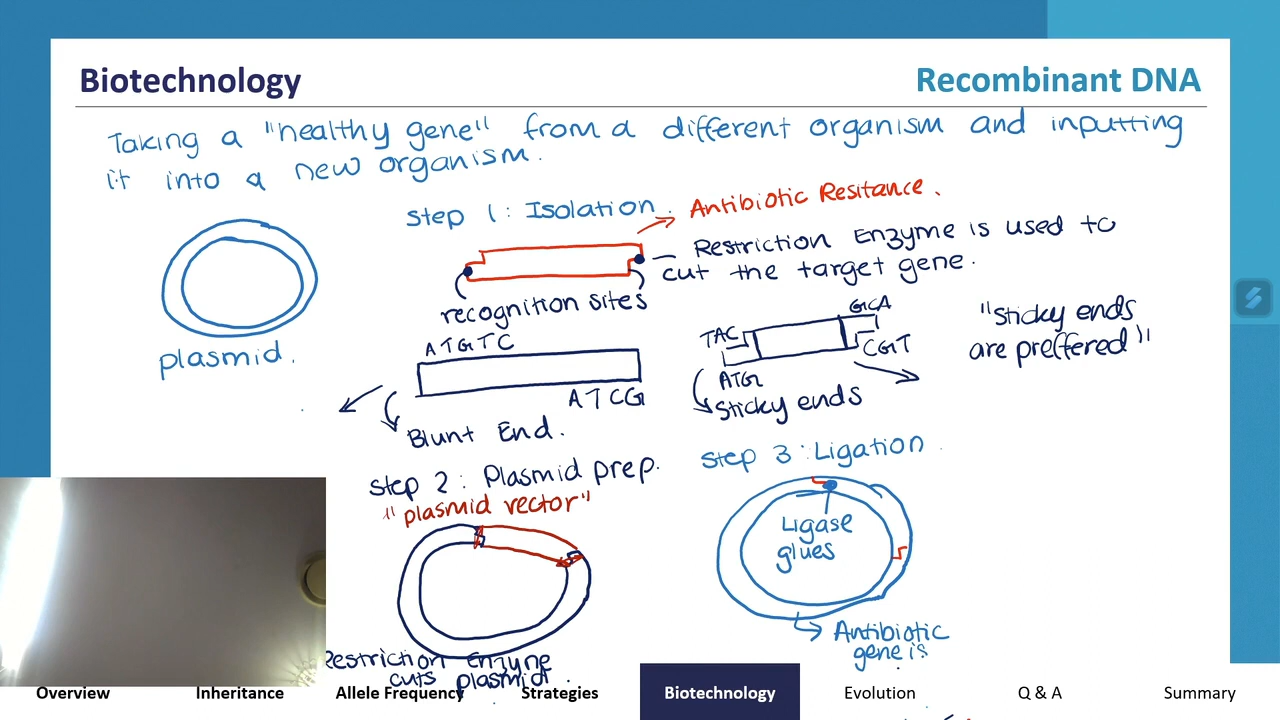 Biotechnology
Recombinant DNA
Taking a "healthy gene" from a different organism and inputting
it into a new organism.
Step 1: Isolation.
Antibiotic Resitance.
Restriction Enzyme is used to
cut the target gene.
recognition sites
plasmid.
ATGTC
ATCG
Blunt End.
TAC
GCA
ATG
CGT
Sticky ends
"Sticky ends
are preffered"
Step 2: Plasmid prep.
"plasmid vector"
Restriction Enzyne
cuts plasmid.
Step 3: Ligation
Ligase
glues
Antibiotic
gene is
Overview
Inheritance
Allele Frequency
Strategies
Biotechnology
Evolution
Q & A
Summary